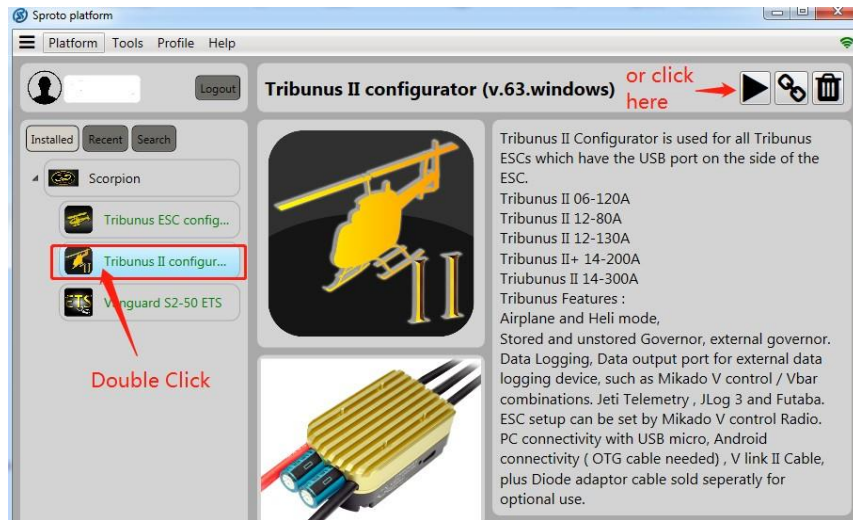 Sproto platform
Platform Tools Profile Help
Logout
Tribunus II configurator (v.63.windows)
or click
here
Installed Recent Search
Scorpion
Tribunus ESC config...
Tribunus II configur...
Vanguard S2-50 ETS
Double Click
II
ETS
Tribunus II Configurator is used for all Tribunus
ESCs which have the USB port on the side of the
ESC.
Tribunus II 06-120A
Tribunus II 12-80A
Tribunus II 12-130A
Tribunus II+ 14-200A
Triubunus II 14-300A
Tribunus Features :
Airplane and Heli mode,
Stored and unstored Governor, external governor.
Data Logging, Data output port for external data
logging device, such as Mikado V control / Vbar
combinations. Jeti Telemetry , JLog 3 and Futaba.
ESC setup can be set by Mikado V control Radio.
PC connectivity with USB micro, Android
connectivity ( OTG cable needed) , V link II Cable,
plus Diode adaptor cable sold seperatly for
optional use.